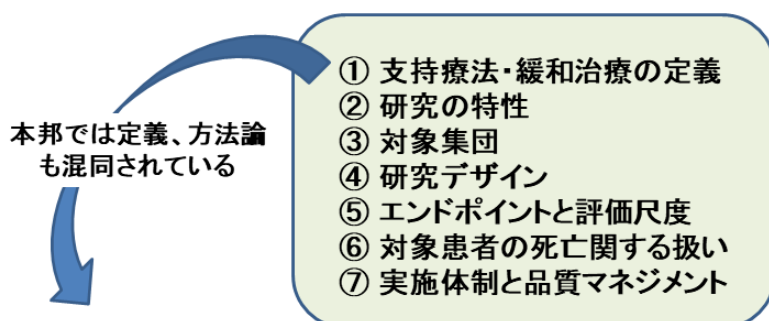 本邦では定義、方法論
も混同されている
① 支持療法・緩和治療の定義
② 研究の特性
③ 対象集団
④ 研究デザイン
⑤ エンドポイントと評価尺度
⑥ 対象患者の死亡関する扱い
⑦ 実施体制と品質マネジメント